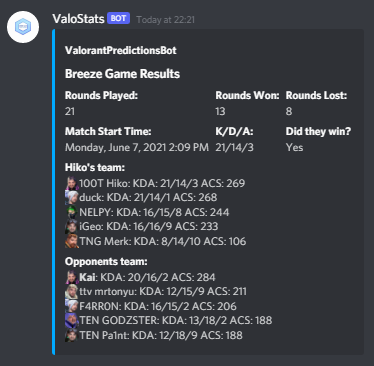 ValoStats BOT Today at 22:21
ValorantPredictionsBot
Breeze Game Results
Rounds Played: Rounds Won: Rounds Lost:
21 13 8
Match Start Time: K/D/A: Did they win?
Monday, June 7, 2021 2:09 PM 21/14/3 Yes
Hiko's team:
100T Hiko: KDA: 21/14/3 ACS: 269
duck: KDA: 21/14/1 ACS: 268
NELPY: KDA: 16/15/8 ACS: 244
iGeo: KDA: 16/16/9 ACS: 233
TNG Merk: KDA: 8/14/10 ACS: 106
Opponents team:
Kai: KDA: 20/16/2 ACS: 284
ttv mrtonyu: KDA: 12/15/9 ACS: 211
F4RR0N: KDA: 16/15/2 ACS: 206
TEN GODZSTER: KDA: 13/18/2 ACS: 188
TEN Pa1nt: KDA: 12/18/9 ACS: 188